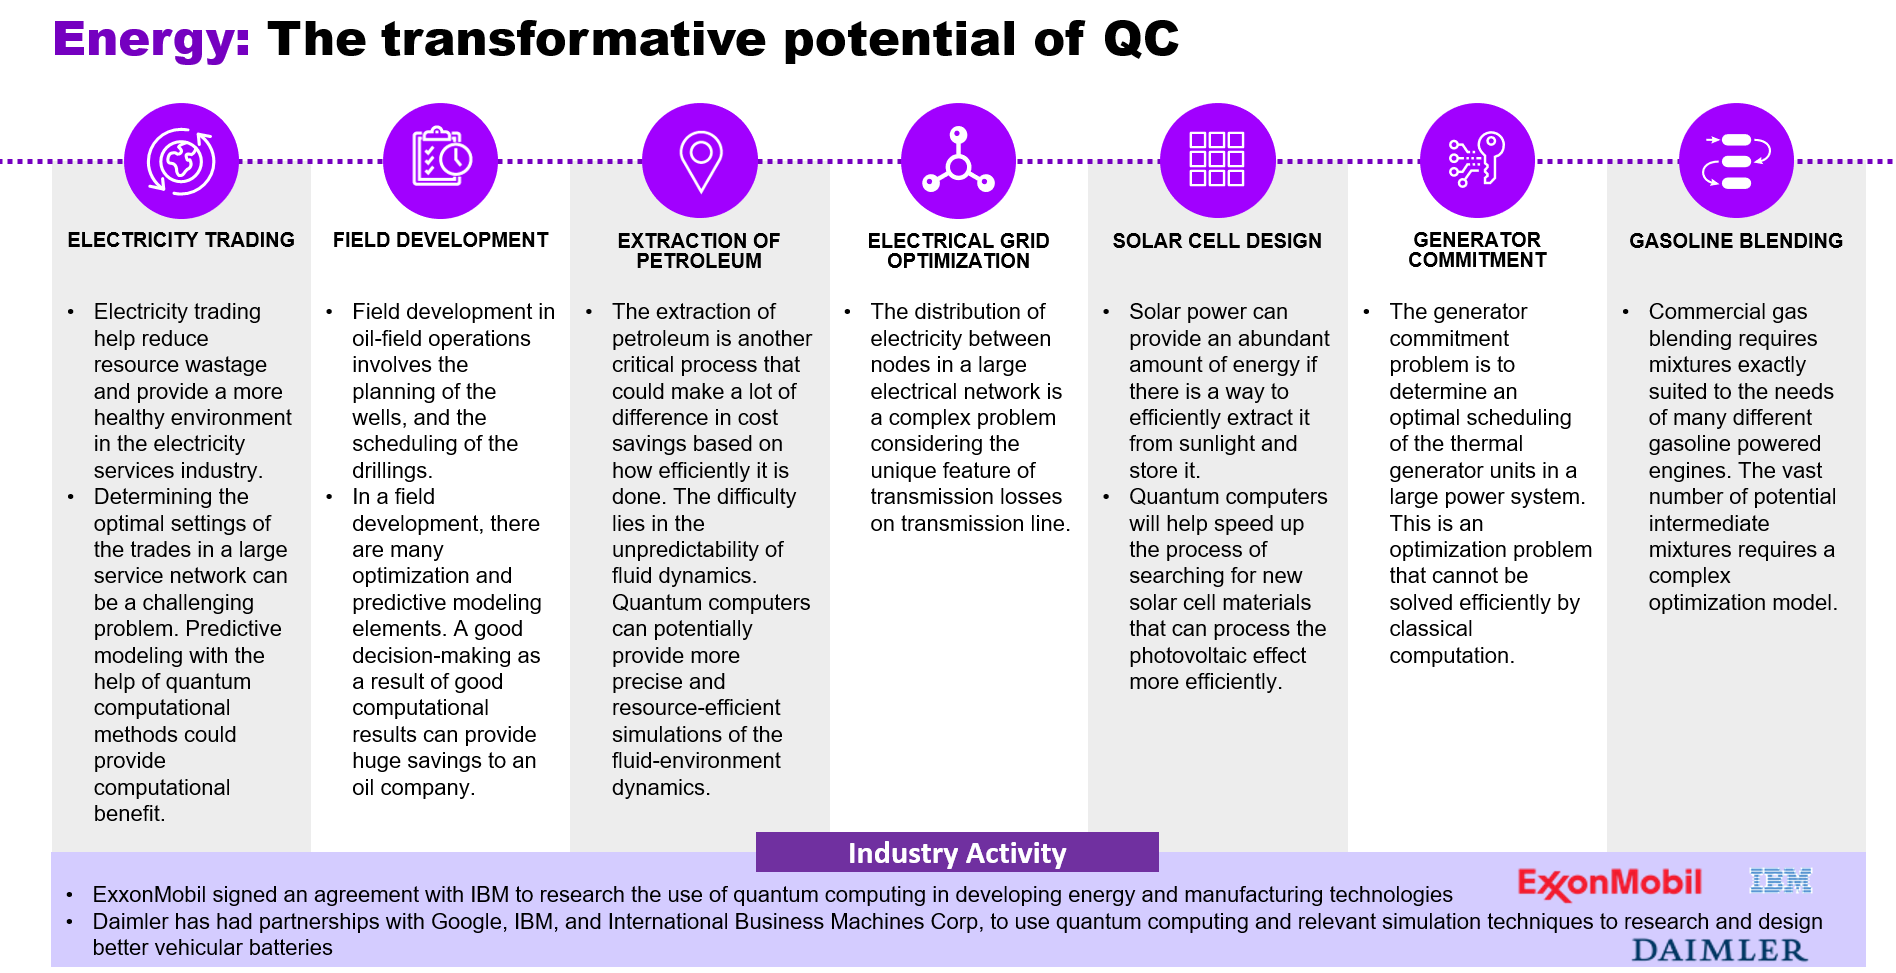 Energy: The transformative potential of QC
ELECTRICITY TRADING
• Electricity trading
help reduce
resource wastage
and provide a more
healthy environment
in the electricity
services industry.
• Determining the
optimal settings of
the trades in a large
service network can
be a challenging
problem. Predictive
modeling with the
help of quantum
computational
methods could
provide
computational
benefit.
FIELD DEVELOPMENT
• Field development in
oil-field operations
involves the
planning of the
wells, and the
scheduling of the
drillings.
• In a field
development, there
are many
optimization and
predictive modeling
elements. A good
decision-making as
a result of good
computational
results can provide
huge savings to an
oil company.
EXTRACTION OF
PETROLEUM
• The extraction of
petroleum is another
critical process that
could make a lot of
difference in cost
savings based on
how efficiently it is
done. The difficulty
lies in the
unpredictability of
fluid dynamics.
Quantum computers
can potentially
provide more
precise and
resource-efficient
simulations of the
fluid-environment
dynamics.
ELECTRICAL GRID
OPTIMIZATION
• The distribution of
electricity between
nodes in a large
electrical network is
a complex problem
considering the
unique feature of
transmission losses
on transmission line.
SOLAR CELL DESIGN
• Solar power can
provide an abundant
amount of energy if
there is a way to
efficiently extract it
from sunlight and
store it.
• Quantum computers
will help speed up
the process of
searching for new
solar cell materials
that can process the
photovoltaic effect
more efficiently.
GENERATOR
COMMITMENT
• The generator
commitment
problem is to
determine an
optimal scheduling
of the thermal
generator units in a
large power system.
This is an
optimization problem
that cannot be
solved efficiently by
classical
computation.
GASOLINE BLENDING
• Commercial gas
blending requires
mixtures exactly
suited to the needs
of many different
gasoline powered
engines. The vast
number of potential
intermediate
mixtures requires a
complex
optimization model.
Industry Activity
• ExxonMobil signed an agreement with IBM to research the use of quantum computing in developing energy and manufacturing technologies
ExxonMobil
IBM
• Daimler has had partnerships with Google, IBM, and International Business Machines Corp, to use quantum computing and relevant simulation techniques to research and design
better vehicular batteries
DAIMLER